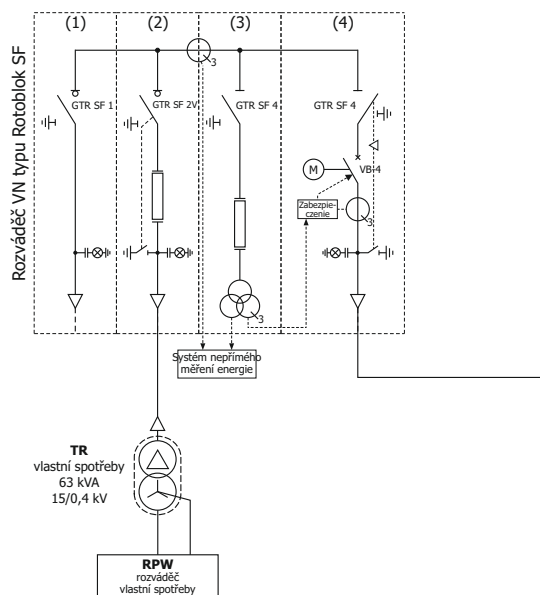 (1)
(2)
(3)
(4)
Rozváděč VN typu Rotoblok SF
3
GTR SF 1
GTR SF 2V
GTR SF 4
GTR SF 4
M
VB-4
Zabezpie-
czenie
3
3
Systém nepřímého
měření energie
TR
vlastní spotřeby
63 kVA
15/0,4 kV
RPW
rozváděč
vlastní spotřeby